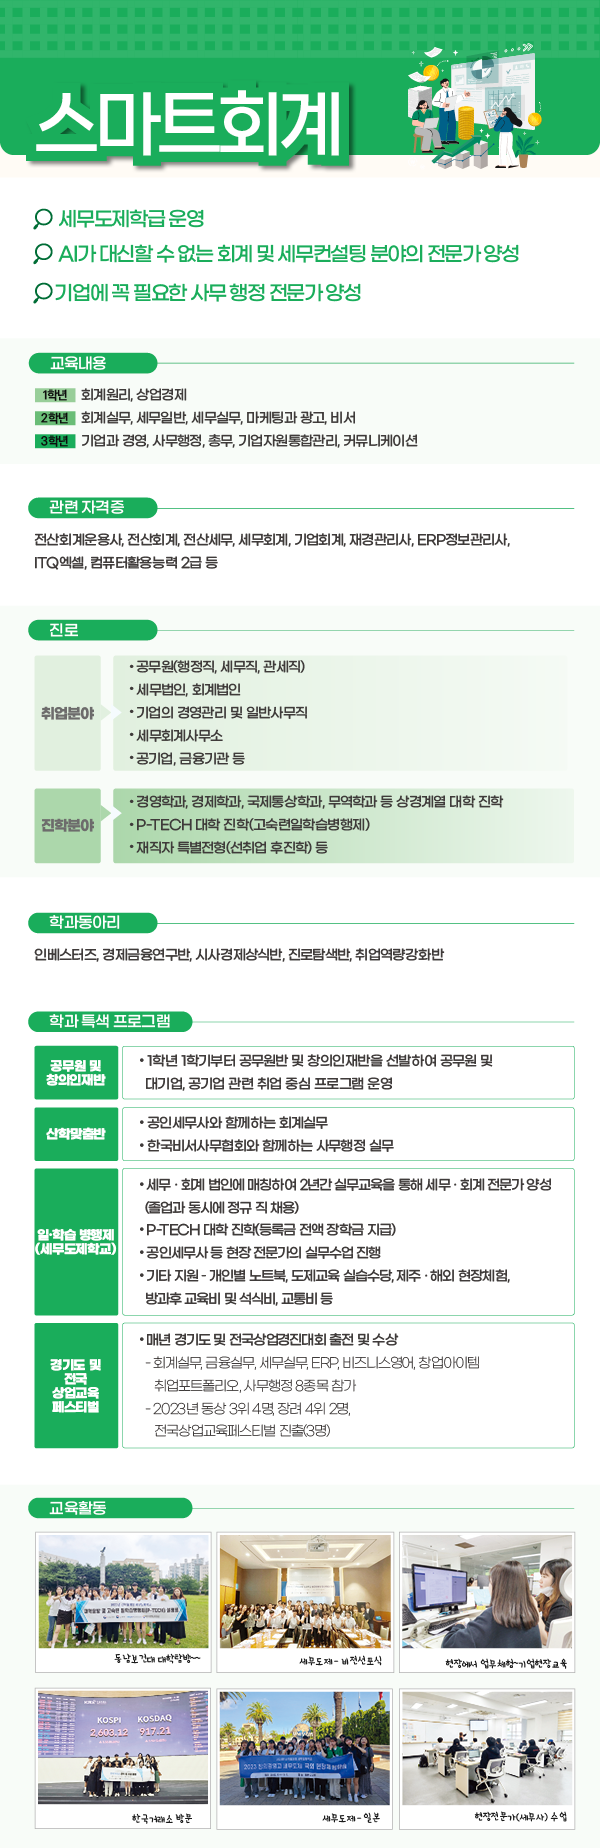 스마트회계
세무도제학급 운영
AI가 대신할 수 없는 회계 및 세무컨설팅 분야의 전문가 양성
기업에 꼭 필요한 사무 행정 전문가 양성
교육내용
1학년 회계원리, 상업경제
2학년 회계실무, 세무일반, 세무실무, 마케팅과 광고, 비서
3학년 기업과 경영, 사무행정, 총무, 기업자원통합관리, 커뮤니케이션
관련 자격증
전산회계운용사, 전산회계, 전산세무, 세무회계, 기업회계, 재경관리사, ERP정보관리사,
ITQ엑셀, 컴퓨터활용능력 2급 등
진로
취업분야
• 공무원(행정직, 세무직, 관세직)
• 세무법인, 회계법인
• 기업의 경영관리 및 일반사무직
• 세무회계사무소
• 공기업, 금융기관 등
진학분야
• 경영학과, 경제학과, 국제통상학과, 무역학과 등 상경계열 대학 진학
• P-TECH 대학 진학(고숙련일학습병행제)
• 재직자 특별전형(선취업 후진학) 등
학과동아리
인베스터즈, 경제금융연구반, 시사경제상식반, 진로탐색반, 취업역량강화반
학과 특색 프로그램
공무원 및
창의인재반
• 1학년 1학기부터 공무원반 및 창의인재반을 선발하여 공무원 및
대기업, 공기업 관련 취업 중심 프로그램 운영
산학맞춤반
• 공인세무사와 함께하는 회계실무
• 한국비서사무협회와 함께하는 사무행정 실무
일·학습 병행제
(세무도제학교)
• 세무 · 회계 법인에 매칭하여 2년간 실무교육을 통해 세무 · 회계 전문가 양성
(졸업과 동시에 정규 직 채용)
• P-TECH 대학 진학(등록금 전액 장학금 지급)
• 공인세무사 등 현장 전문가의 실무수업 진행
• 기타 지원 - 개인별 노트북, 도제교육 실습수당, 제주 · 해외 현장체험,
방과후 교육비 및 석식비, 교통비 등
경기도 및
전국
상업교육
페스티벌
• 매년 경기도 및 전국상업경진대회 출전 및 수상
- 회계실무, 금융실무, 세무실무, ERP, 비즈니스영어, 창업아이템
취업포트폴리오, 사무행정 8종목 참가
- 2023년 동상 3위 4명, 장려 4위 2명,
전국상업교육페스티벌 진출(3명)
교육활동
동남보건대 대학탐방~
세무도제 - 비전선포식
현장에서 업무체험~기업현장교육
KOSPI KOSDAQ
2,603.12 917.21
한국거래소 방문
세무도제 - 일본
현장전문가(세무사) 수업